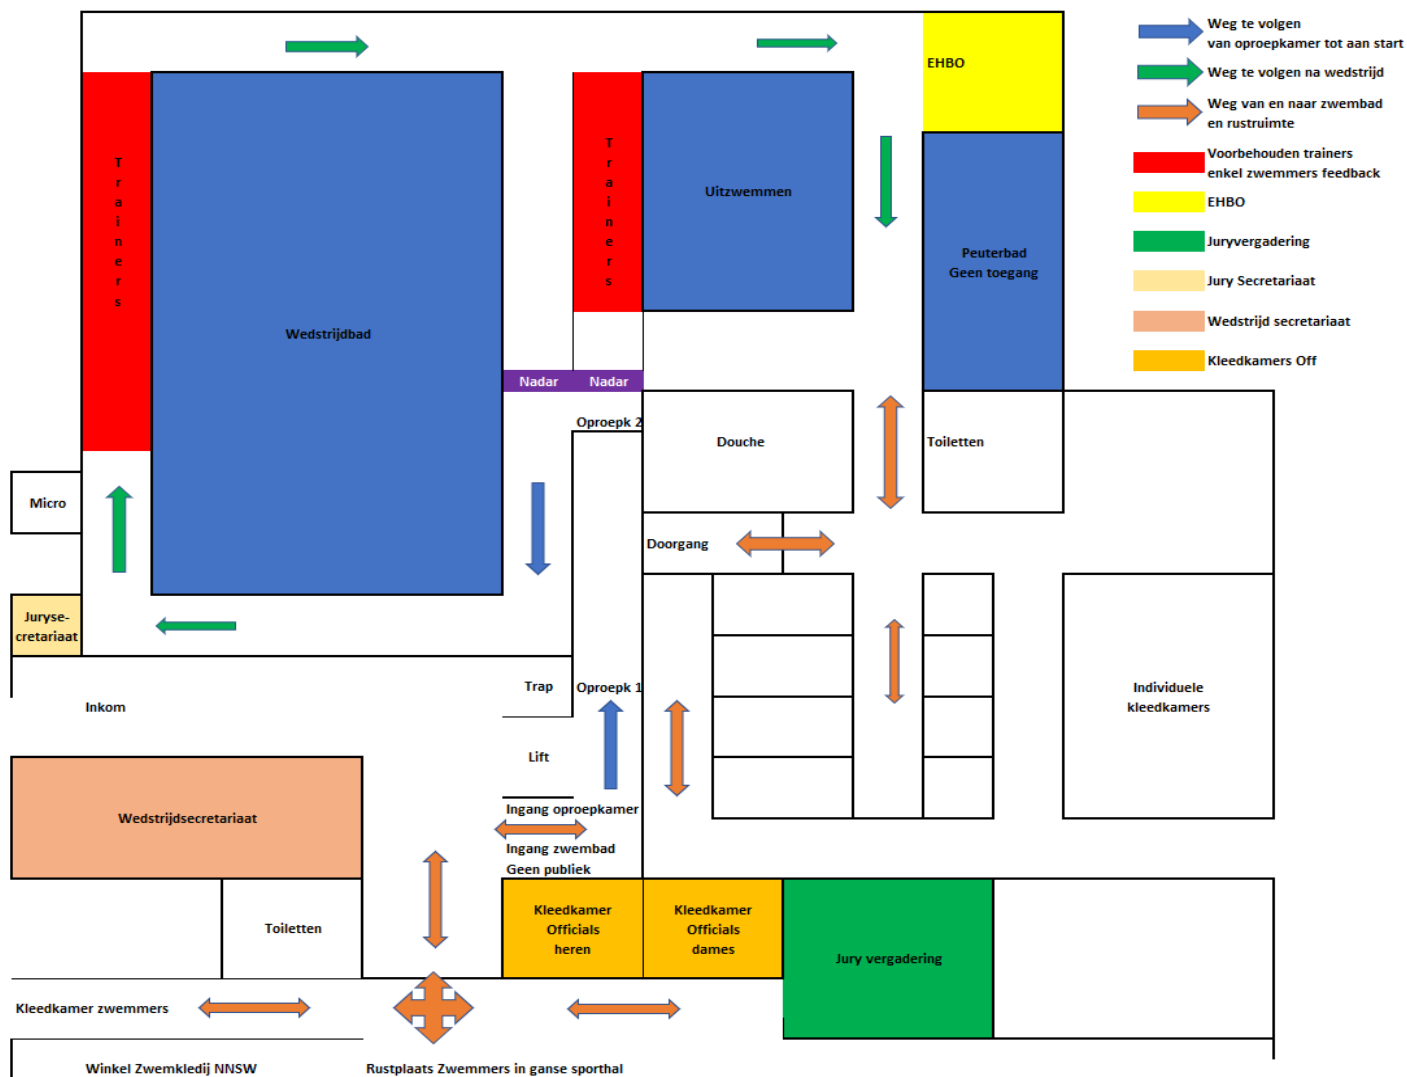 Weg te volgen
van oproepkamer tot aan start
Weg te volgen na wedstrijd
Weg van en naar zwembad
en rustruimte
Voorbehouden trainers
enkel zwemmers feedback
EHBO
Juryvergadering
Jury Secretariaat
Wedstrijd secretariaat
Kleedkamers Off
EHBO
Trainers
Trainers
Uitzwemmen
Peuterbad
Geen toegang
Wedstrijdbad
Nadar
Nadar
Oproepk 2
Douche
Toiletten
Micro
Doorgang
Juryse-
cretariaat
Trap
Oproepk 1
Inkom
Individuele
kleedkamers
Lift
Ingang oproepkamer
Wedstrijdsecretariaat
Ingang zwembad
Geen publiek
Toiletten
Kleedkamer
Officials
heren
Kleedkamer
Officials
dames
Jury vergadering
Kleedkamer zwemmers
Winkel Zwemkledij NNSW
Rustplaats Zwemmers in ganse sporthal